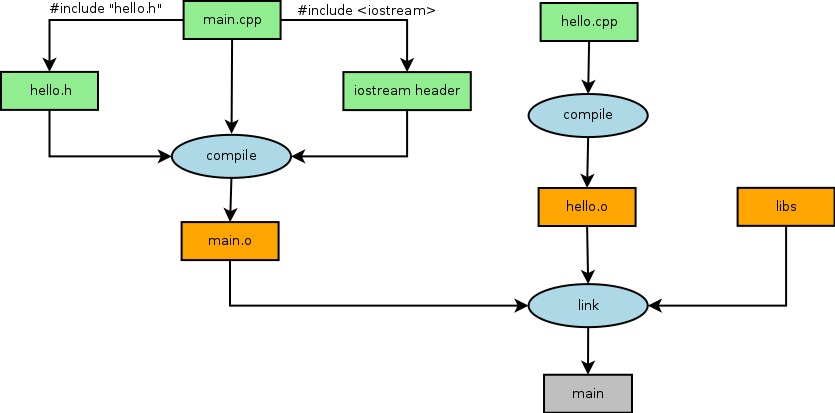 #include "hello.h"
main.cpp
#include <iostream>
hello.cpp
hello.h
iostream header
compile
compile
main.o
hello.o
libs
link
main